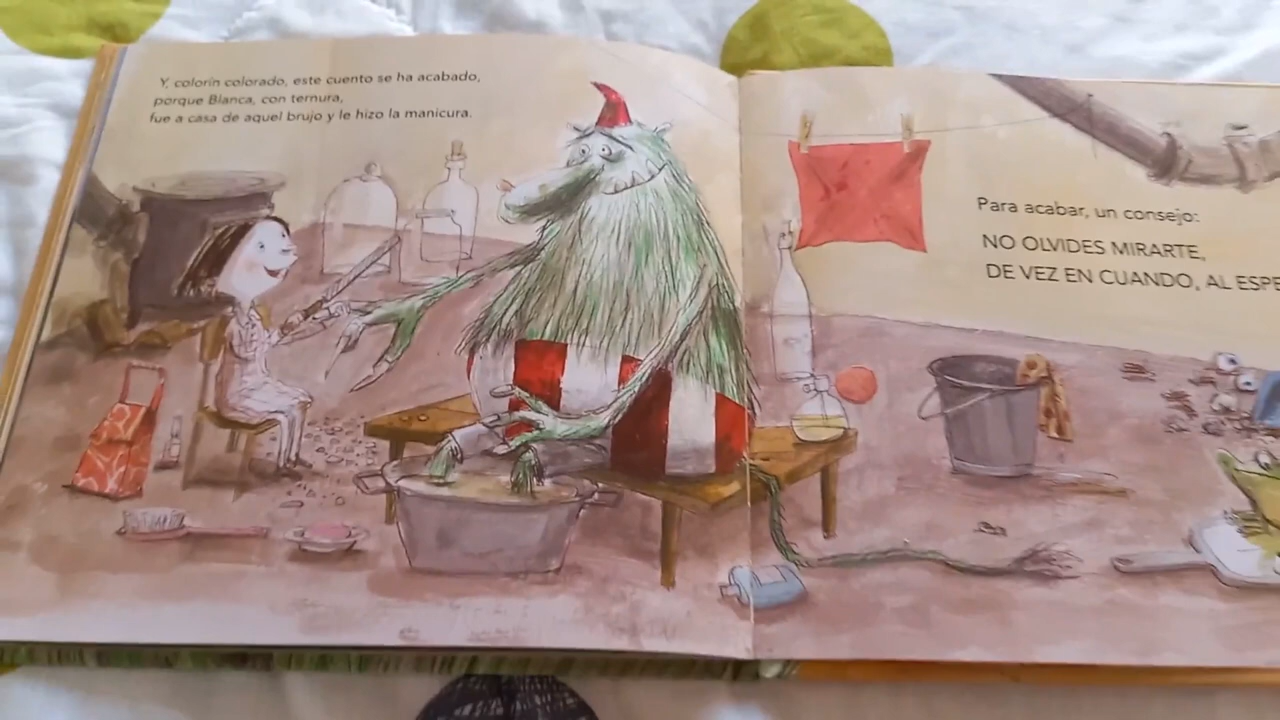 Y, colorín colorado, este cuento se ha acabado,
porque Blanca, con ternura,
fue a casa de aquel brujo y le hizo la manicura.
Para acabar, un consejo:
NO OLVIDES MIRARTE,
DE VEZ EN CUANDO, AL